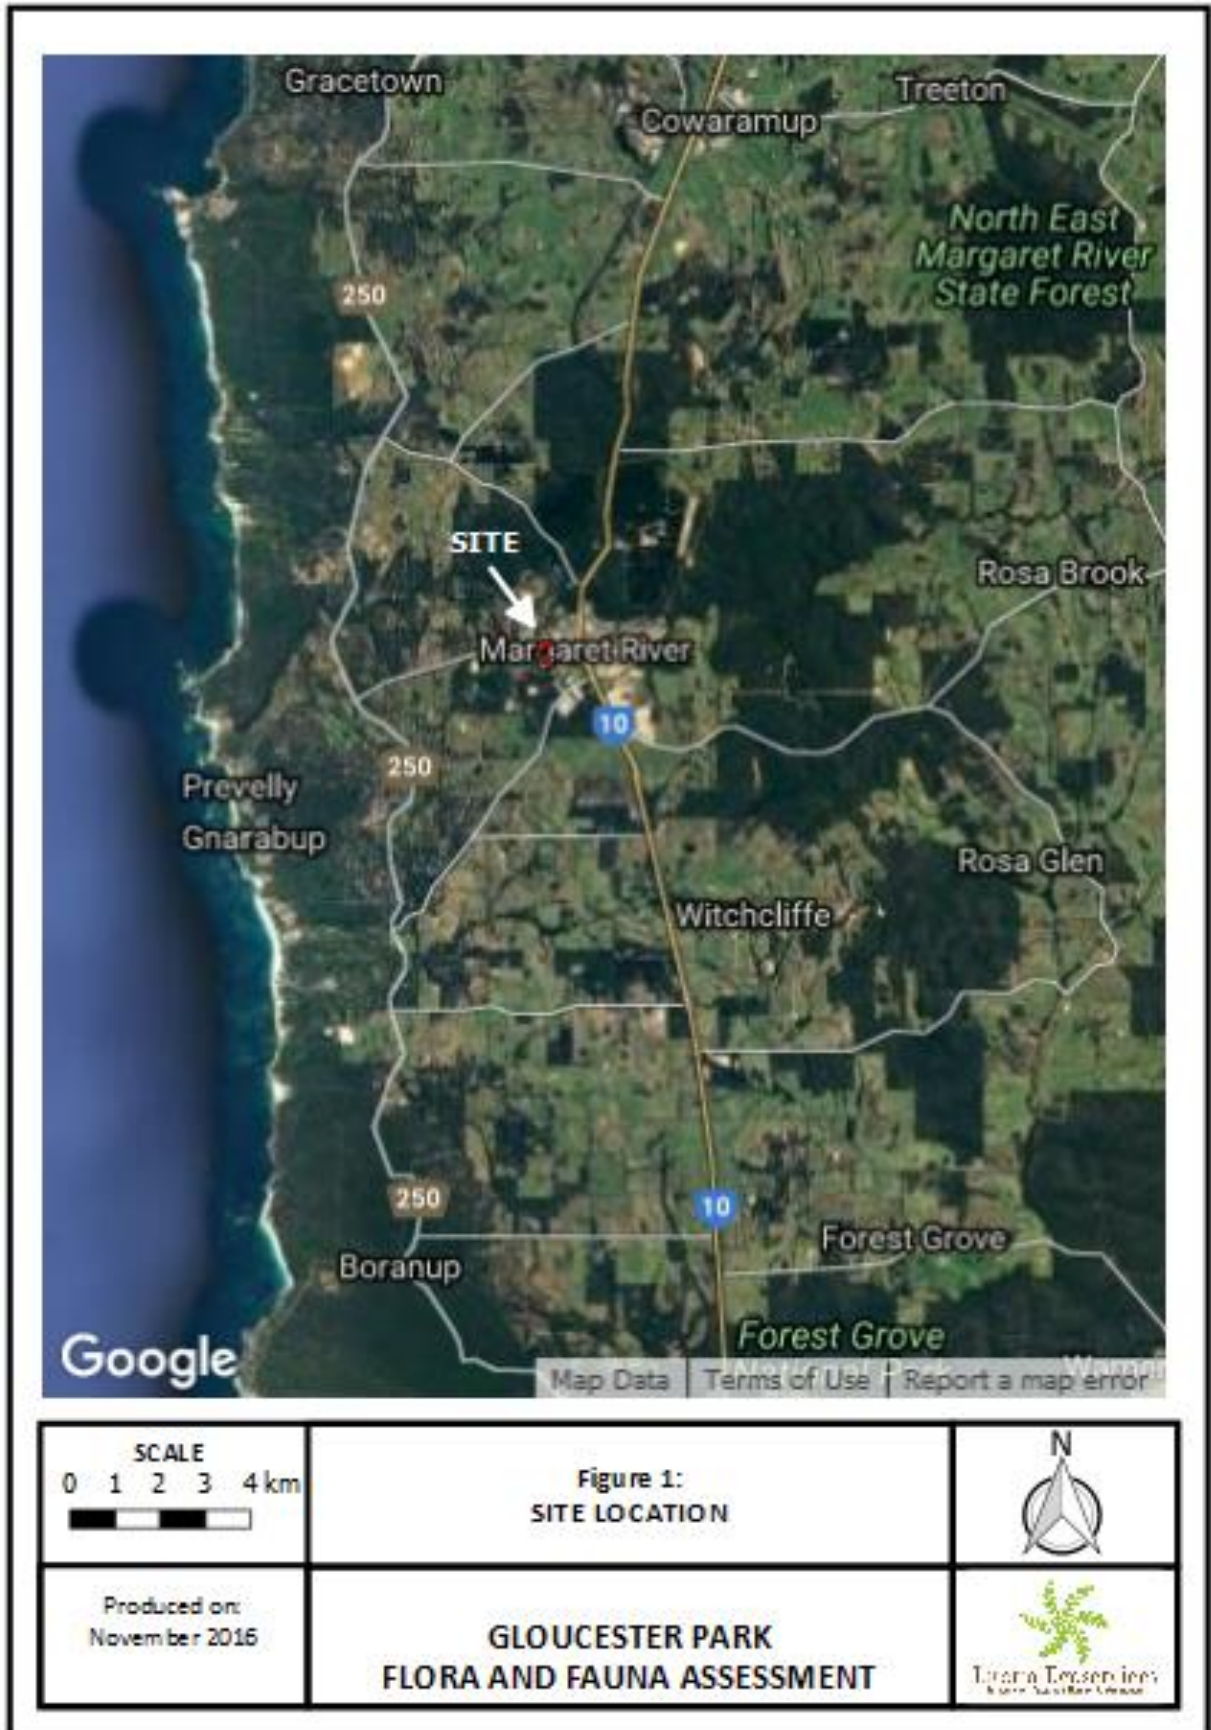 Gracetown
Treeton
Cowaramup
North East
Margaret River
State Forest
250
SITE
Rosa Brook
Margaret River
10
250
Prevelly
Gnarabup
Rosa Glen
Witchcliffe
250
10
Forest Grove
Boranup
Forest Grove
National Park
Google
Map Data
Terms of Use
Report a map error
SCALE
0 1 2 3 4 km
Figure 1:
SITE LOCATION
N
Produced on:
November 2016
GLOUCESTER PARK
FLORA AND FAUNA ASSESSMENT